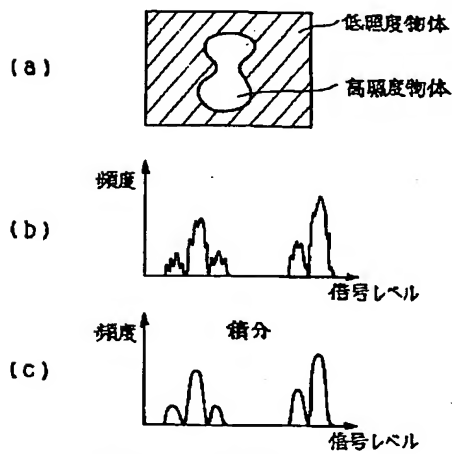 (a)
低照度物体
高照度物体
(b)
頻度
信号レベル
(c)
頻度
積分
信号レベル